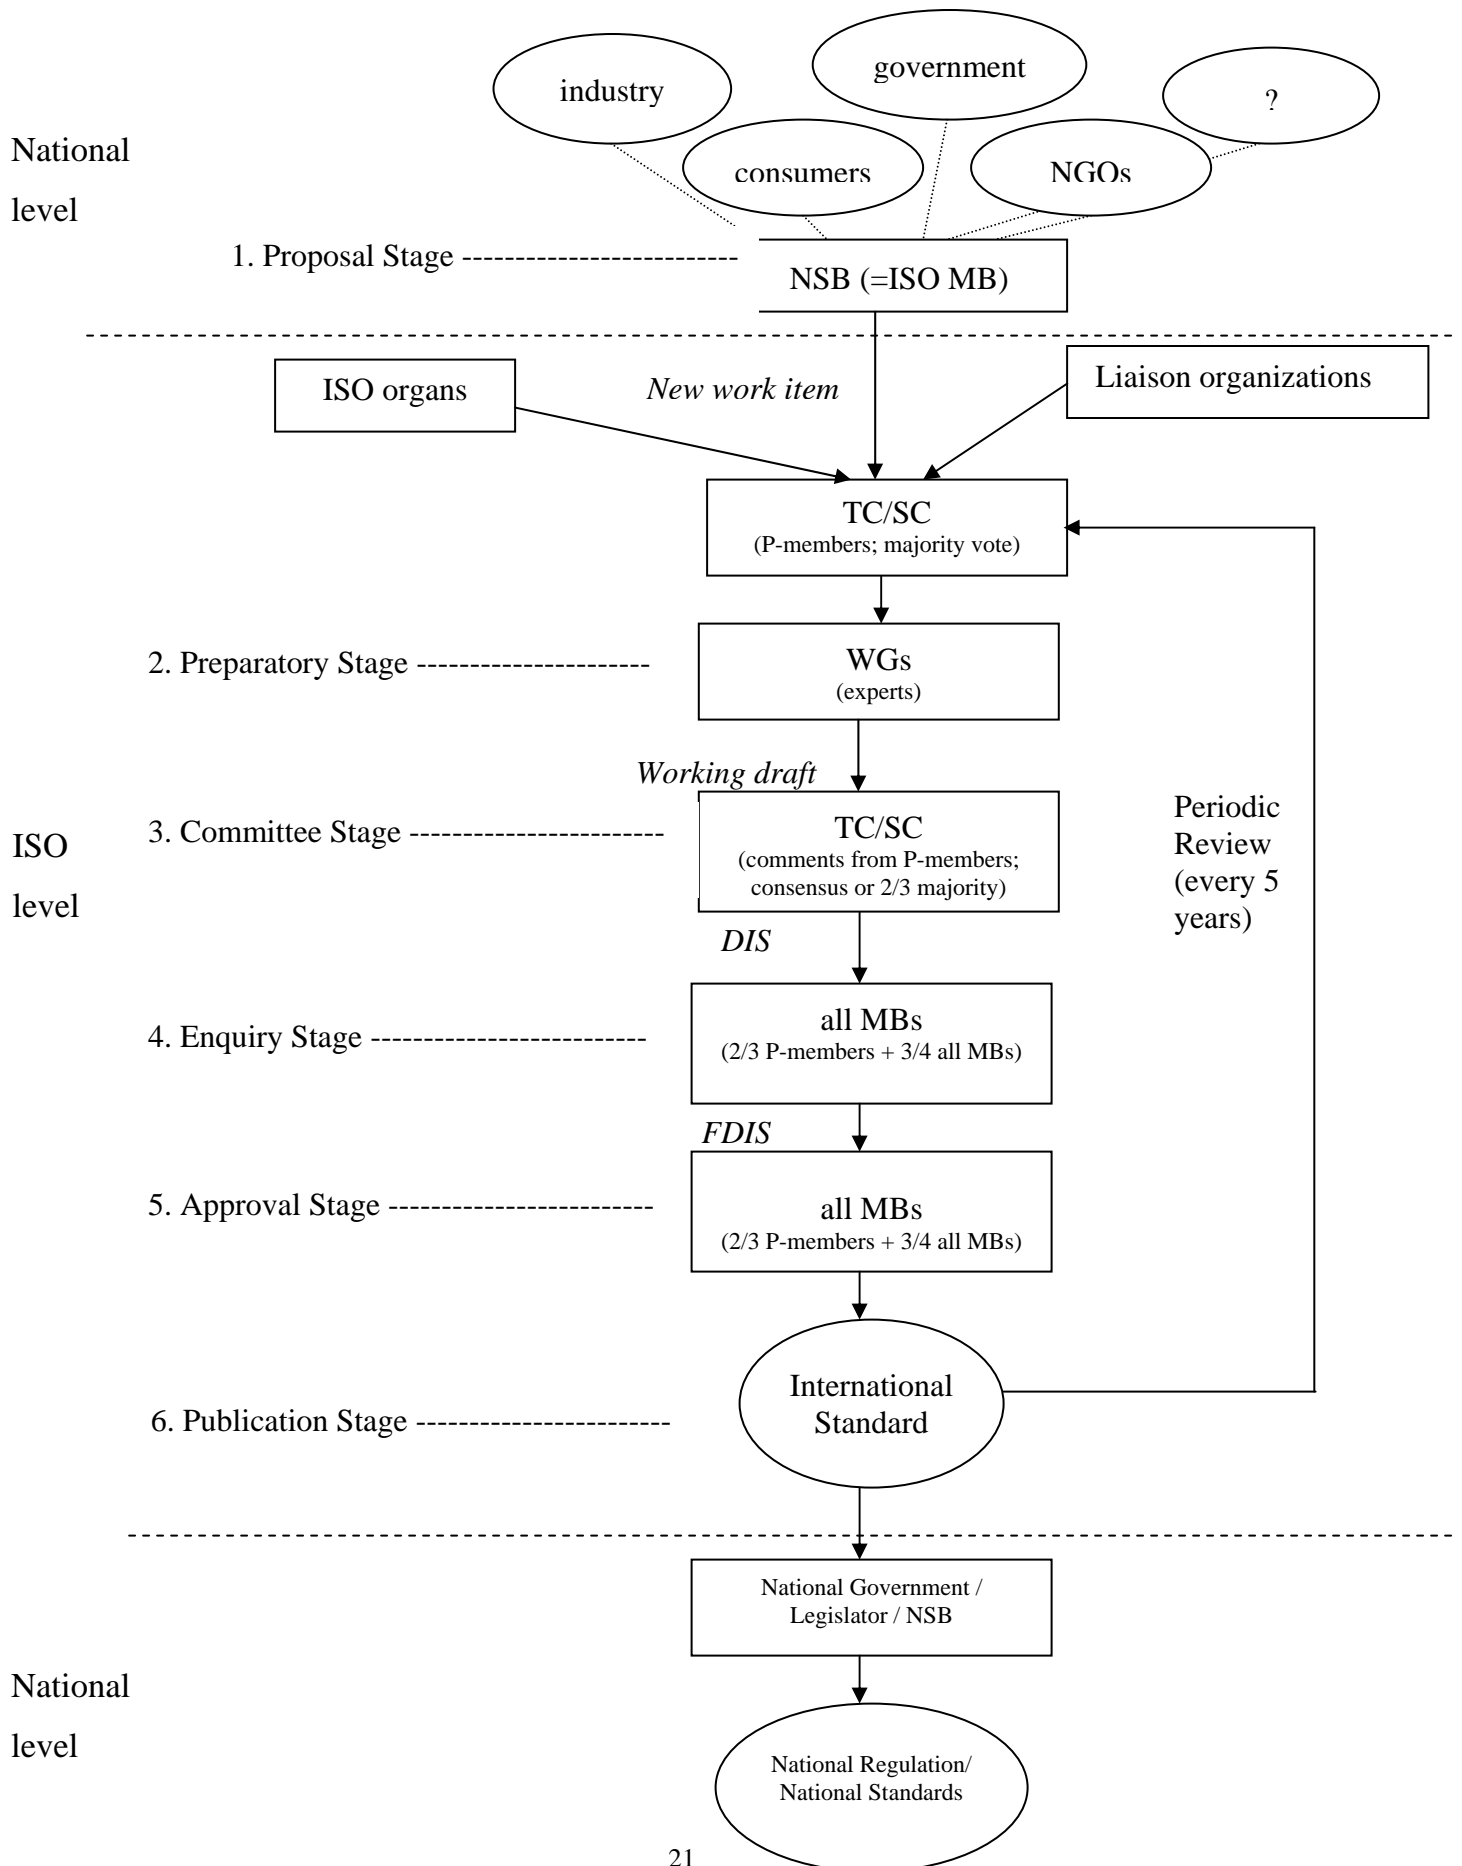 industry
government
?
National
level
consumers
NGOs
1. Proposal Stage --------------------------
NSB (=ISO MB)
ISO organs
New work item
Liaison organizations
TC/SC
(P-members; majority vote)
2. Preparatory Stage ----------------------
WGs
(experts)
Working draft
3. Committee Stage ------------------------
TC/SC
(comments from P-members;
consensus or 2/3 majority)
ISO
level
Periodic
Review
(every 5
years)
DIS
4. Enquiry Stage --------------------------
all MBs
(2/3 P-members + 3/4 all MBs)
FDIS
5. Approval Stage -------------------------
all MBs
(2/3 P-members + 3/4 all MBs)
International
Standard
6. Publication Stage ------------------------
National Government /
Legislator / NSB
National
level
National Regulation/
National Standards
21